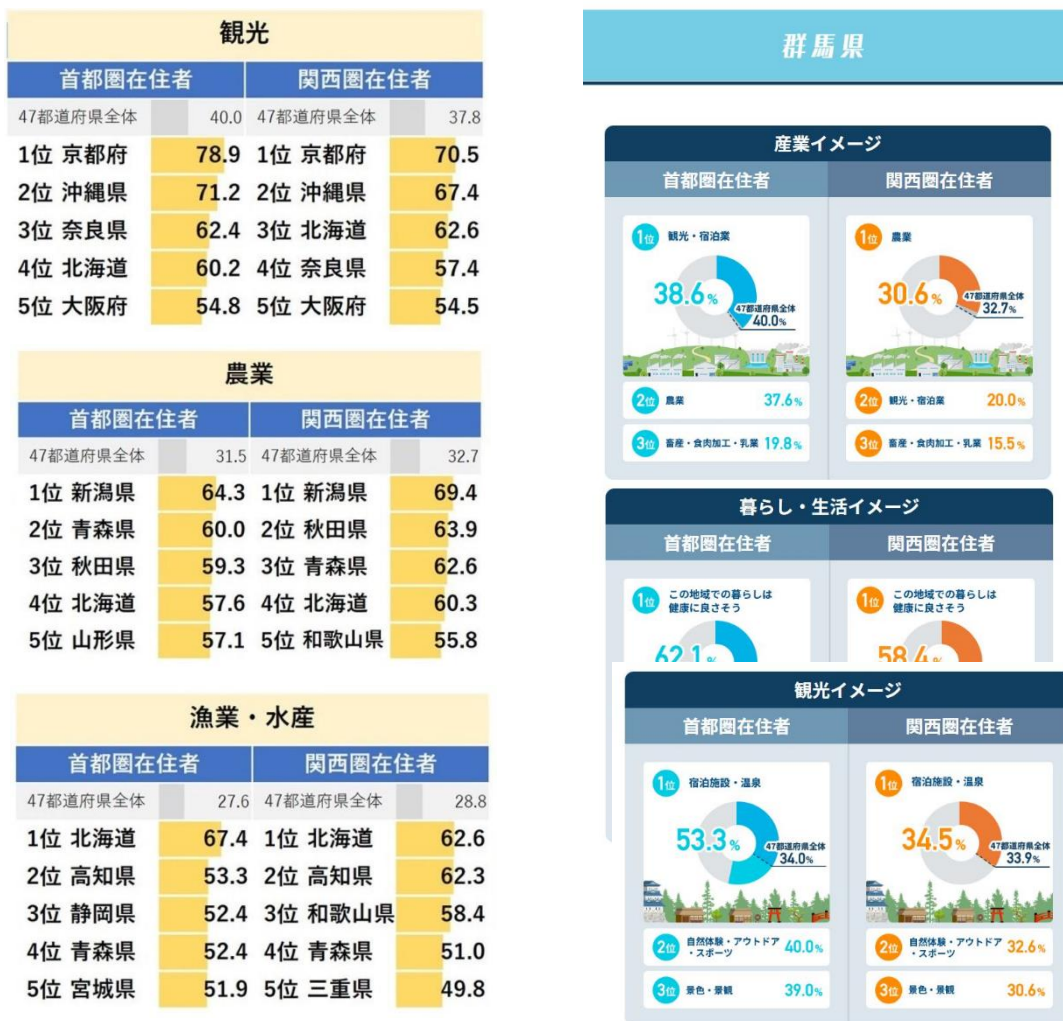 観光
首都圏在住者 関西圏在住者
47都道府県全体 40.0 47都道府県全体 37.8
1位 京都府 78.9 1位 京都府 70.5
2位 沖縄県 71.2 2位 沖縄県 67.4
3位 奈良県 62.4 3位 北海道 62.6
4位 北海道 60.2 4位 奈良県 57.4
5位 大阪府 54.8 5位 大阪府 54.5
農業
首都圏在住者 関西圏在住者
47都道府県全体 31.5 47都道府県全体 32.7
1位 新潟県 64.3 1位 新潟県 69.4
2位 青森県 60.0 2位 秋田県 63.9
3位 秋田県 59.3 3位 青森県 62.6
4位 北海道 57.6 4位 北海道 60.3
5位 山形県 57.1 5位 和歌山県 55.8
漁業・水産
首都圏在住者 関西圏在住者
47都道府県全体 27.6 47都道府県全体 28.8
1位 北海道 67.4 1位 北海道 62.6
2位 高知県 53.3 2位 高知県 62.3
3位 静岡県 52.4 3位 和歌山県 58.4
4位 青森県 52.4 4位 青森県 51.0
5位 宮城県 51.9 5位 三重県 49.8
群馬県
産業イメージ
首都圏在住者 関西圏在住者
1位 観光・宿泊業 1位 農業
38.6% 47都道府県全体 40.0% 30.6% 47都道府県全体 32.7%
2位 農業 37.6% 2位 観光・宿泊業 20.0%
3位 畜産・食肉加工・乳業 19.8% 3位 畜産・食肉加工・乳業 15.5%
暮らし・生活イメージ
首都圏在住者 関西圏在住者
1位 この地域での暮らしは 1位 この地域での暮らしは
健康に良さそう 健康に良さそう
62.1% 58.4%
観光イメージ
首都圏在住者 関西圏在住者
1位 宿泊施設・温泉 1位 宿泊施設・温泉
53.3% 47都道府県全体 34.0% 34.5% 47都道府県全体 33.9%
2位 自然体験・アウトドア 40.0% 2位 自然体験・アウトドア 32.6%
・スポーツ ・スポーツ
3位 景色・景観 39.0% 3位 景色・景観 30.6%